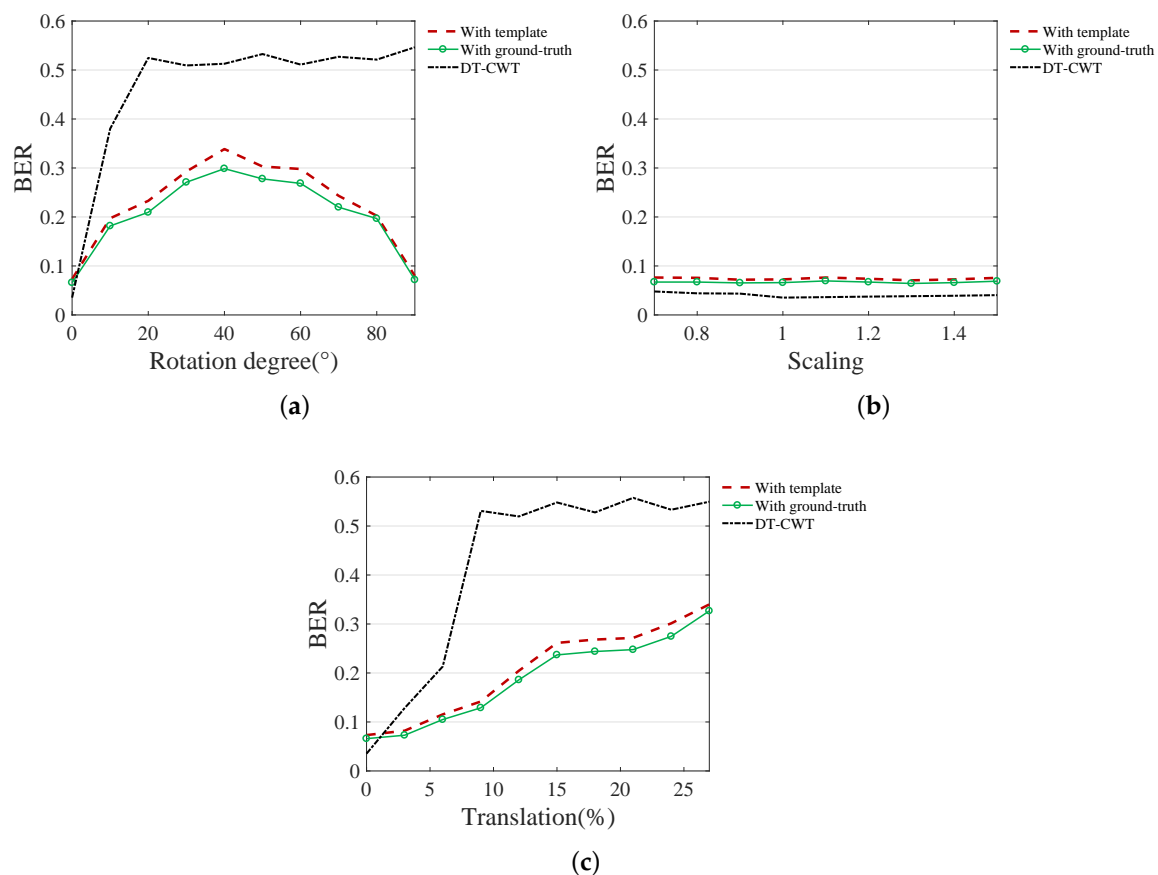 0.6
0.5
0.4
0.3
0.2
0.1
0
BER
0 20 40 60 80
Rotation degree(°)
With template
With ground-truth
DT-CWT
(a)
0.6
0.5
0.4
0.3
0.2
0.1
0
BER
0.8 1 1.2 1.4
Scaling
With template
With ground-truth
DT-CWT
(b)
0.6
0.5
0.4
0.3
0.2
0.1
0
BER
0 5 10 15 20 25
Translation(%)
With template
With ground-truth
DT-CWT
(c)